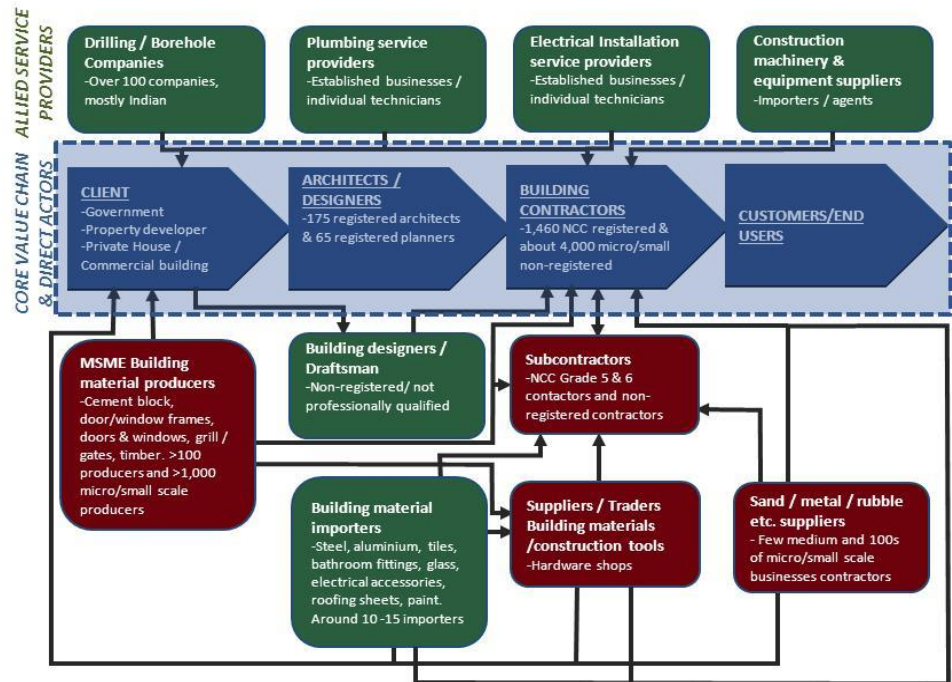 ALLIED SERVICE
PROVIDERS
Drilling / Borehole
Companies
-Over 100 companies,
mostly Indian
Plumbing service
providers
-Established businesses /
individual technicians
Electrical Installation
service providers
-Established businesses /
individual technicians
Construction
machinery &
equipment suppliers
-Importers / agents
CORE VALUE CHAIN
& DIRECT ACTORS
CLIENT
-Government
-Property developer
-Private House /
Commercial building
ARCHITECTS /
DESIGNERS
-175 registered architects
& 65 registered planners
BUILDING
CONTRACTORS
-1,460 NCC registered &
about 4,000 micro/small
non-registered
CUSTOMERS/END
USERS
MSME Building
material producers
-Cement block,
door/window frames,
doors & windows, grill /
gates, timber. >100
producers and >1,000
micro/small scale
producers
Building designers /
Draftsman
-Non-registered/ not
professionally qualified
Subcontractors
-NCC Grade 5 & 6
contactors and non-
registered contractors
Building material
importers
-Steel, aluminium, tiles,
bathroom fittings, glass,
electrical accessories,
roofing sheets, paint.
Around 10 -15 importers
Suppliers / Traders
Building materials
/construction tools
-Hardware shops
Sand / metal / rubble
etc. suppliers
- Few medium and 100s
of micro/small scale
businesses contractors